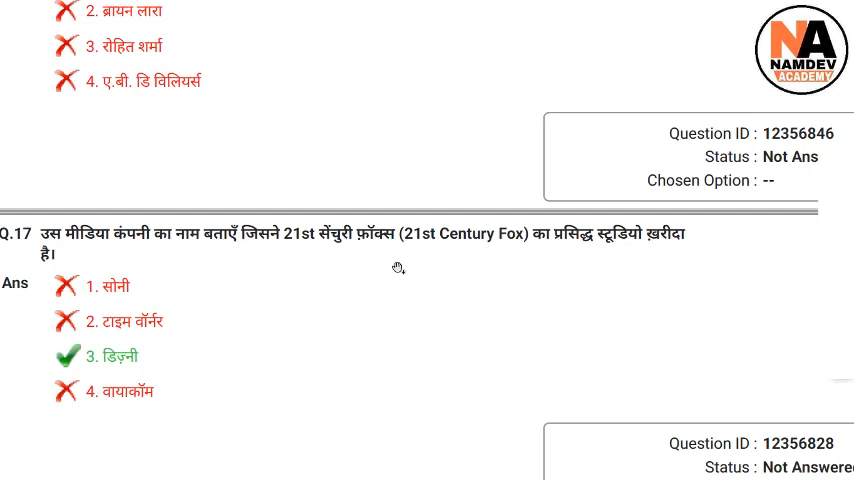 2. ब्रायन लारा
3. रोहित शर्मा
4. ए.बी. डि विलियर्स
NA
NAMDEV
ACADEMY
Question ID : 12356846
Status : Not Ans
Chosen Option : --
Q.17 उस मीडिया कंपनी का नाम बताएँ जिसने 21st सेंचुरी फ़ॉक्स (21st Century Fox) का प्रसिद्ध स्टूडियो ख़रीदा
है।
Ans
1. सोनी
2. टाइम वॉर्नर
3. डिज़्नी
4. वायाकॉम
Question ID : 12356828
Status : Not Answere